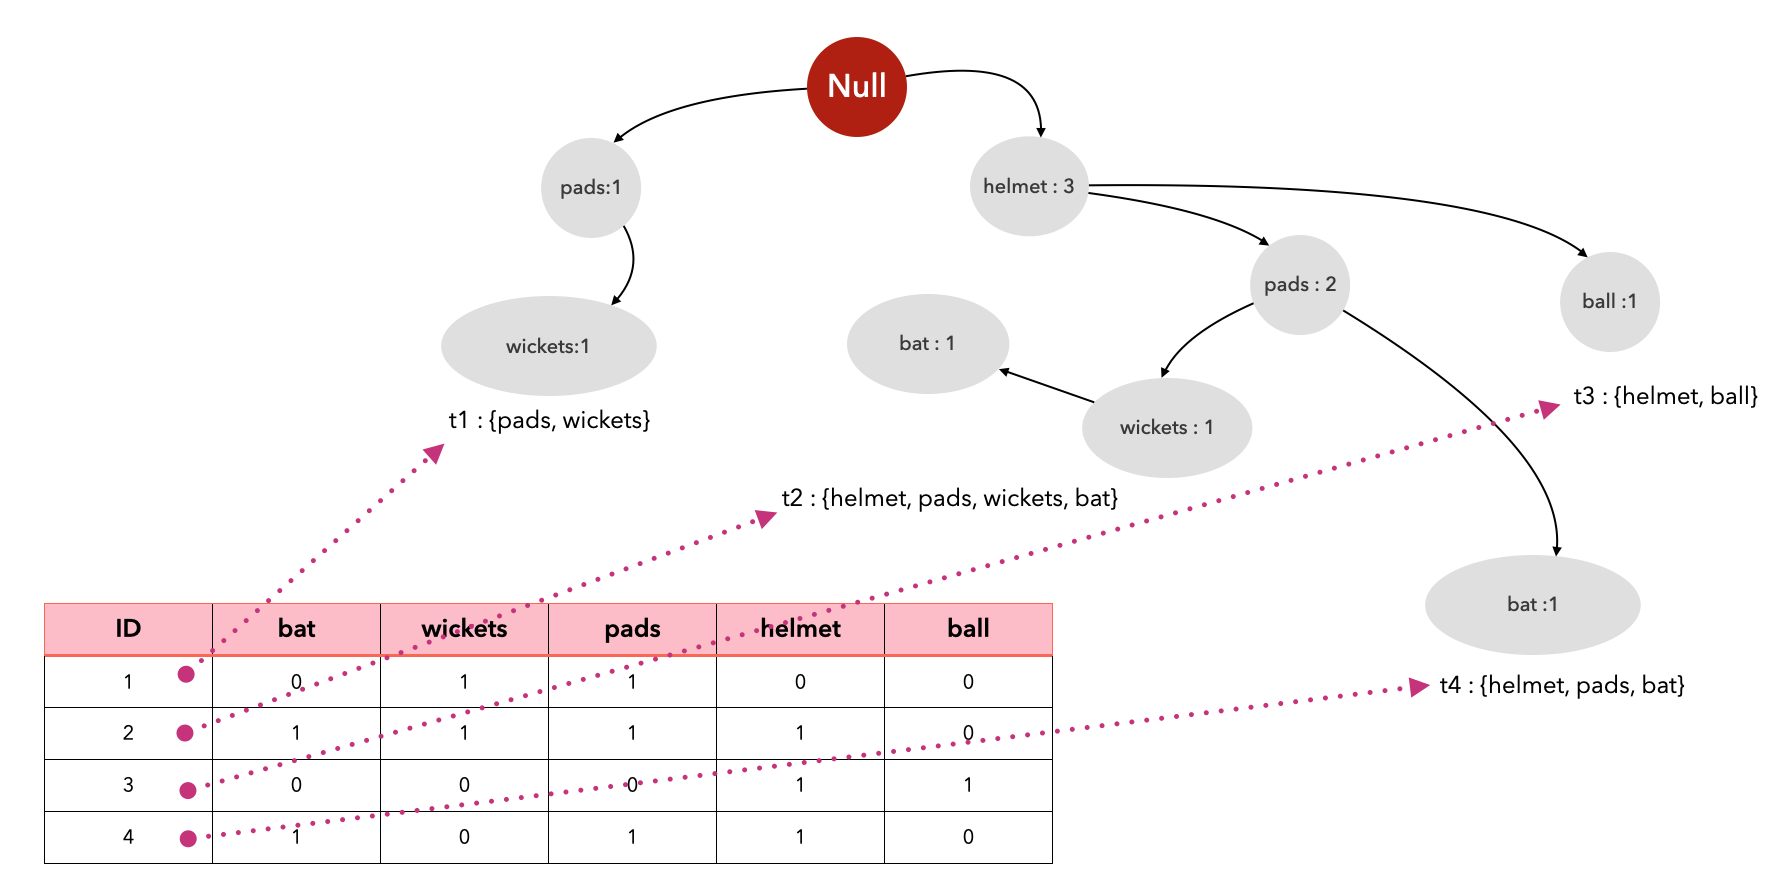 Null
pads:1
helmet : 3
pads : 2
ball :1
wickets:1
bat : 1
wickets : 1
t1 : {pads, wickets}
t3 : {helmet, ball}
t2 : {helmet, pads, wickets, bat}
bat :1
t4 : {helmet, pads, bat}
ID bat wickets pads helmet ball
1 0 1 1 0 0
2 1 1 1 1 0
3 0 0 0 1 1
4 1 0 1 1 0